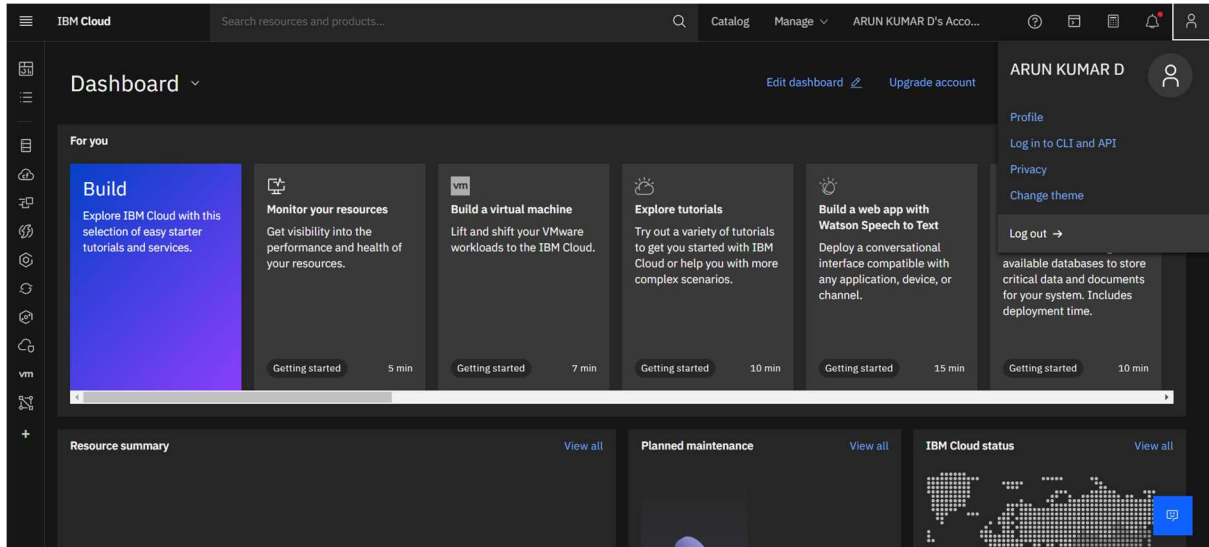 IBM Cloud
Search resources and products...
Catalog
Manage
ARUN KUMAR D's Acco...
Dashboard
Edit dashboard
Upgrade account
ARUN KUMAR D
Profile
Log in to CLI and API
Privacy
Change theme
Log out →
For you
Build
Explore IBM Cloud with this
selection of easy starter
tutorials and services.
Monitor your resources
Get visibility into the
performance and health of
your resources.
Getting started 5 min
vm
Build a virtual machine
Lift and shift your VMware
workloads to the IBM Cloud.
Getting started 7 min
Explore tutorials
Try out a variety of tutorials
to get you started with IBM
Cloud or help you with more
complex scenarios.
Getting started 10 min
Build a web app with
Watson Speech to Text
Deploy a conversational
interface compatible with
any application, device, or
channel.
Getting started 15 min
available databases to store
critical data and documents
for your system. Includes
deployment time.
Getting started 10 min
vm
Resource summary
View all
Planned maintenance
View all
IBM Cloud status
View all